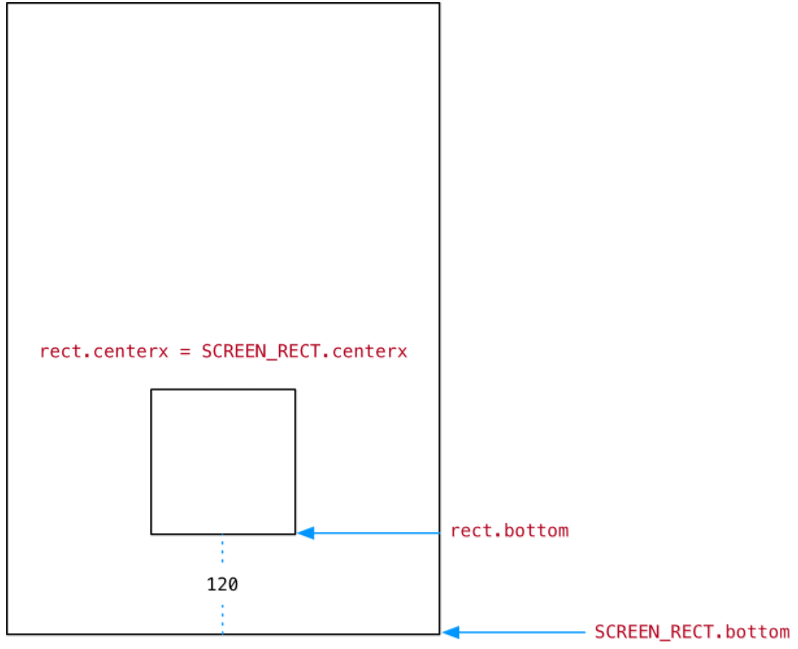 rect.centerx = SCREEN_RECT.centerx
rect.bottom
120
SCREEN_RECT.bottom